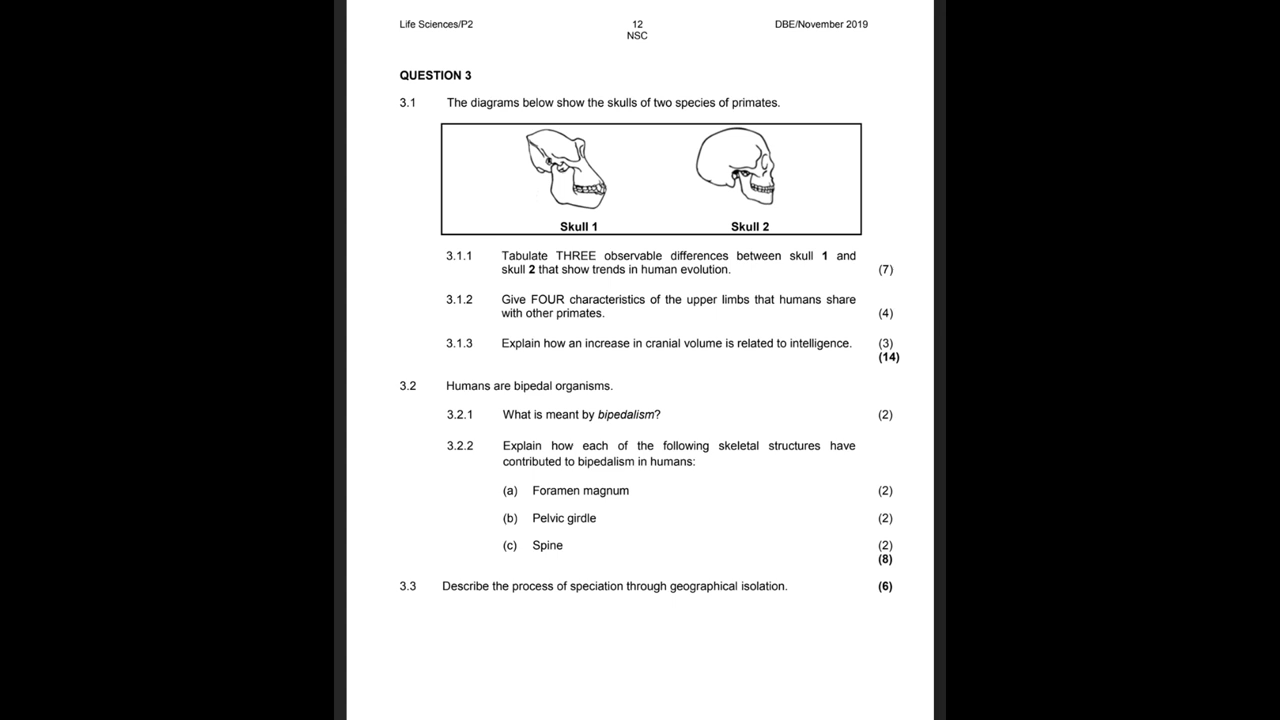 Life Sciences/P2 12 DBE/November 2019
NSC
QUESTION 3
3.1 The diagrams below show the skulls of two species of primates.
Skull 1 Skull 2
3.1.1 Tabulate THREE observable differences between skull 1 and
skull 2 that show trends in human evolution. (7)
3.1.2 Give FOUR characteristics of the upper limbs that humans share
with other primates. (4)
3.1.3 Explain how an increase in cranial volume is related to intelligence. (3)
(14)
3.2 Humans are bipedal organisms.
3.2.1 What is meant by bipedalism? (2)
3.2.2 Explain how each of the following skeletal structures have
contributed to bipedalism in humans:
(a) Foramen magnum (2)
(b) Pelvic girdle (2)
(c) Spine (2)
(8)
3.3 Describe the process of speciation through geographical isolation. (6)